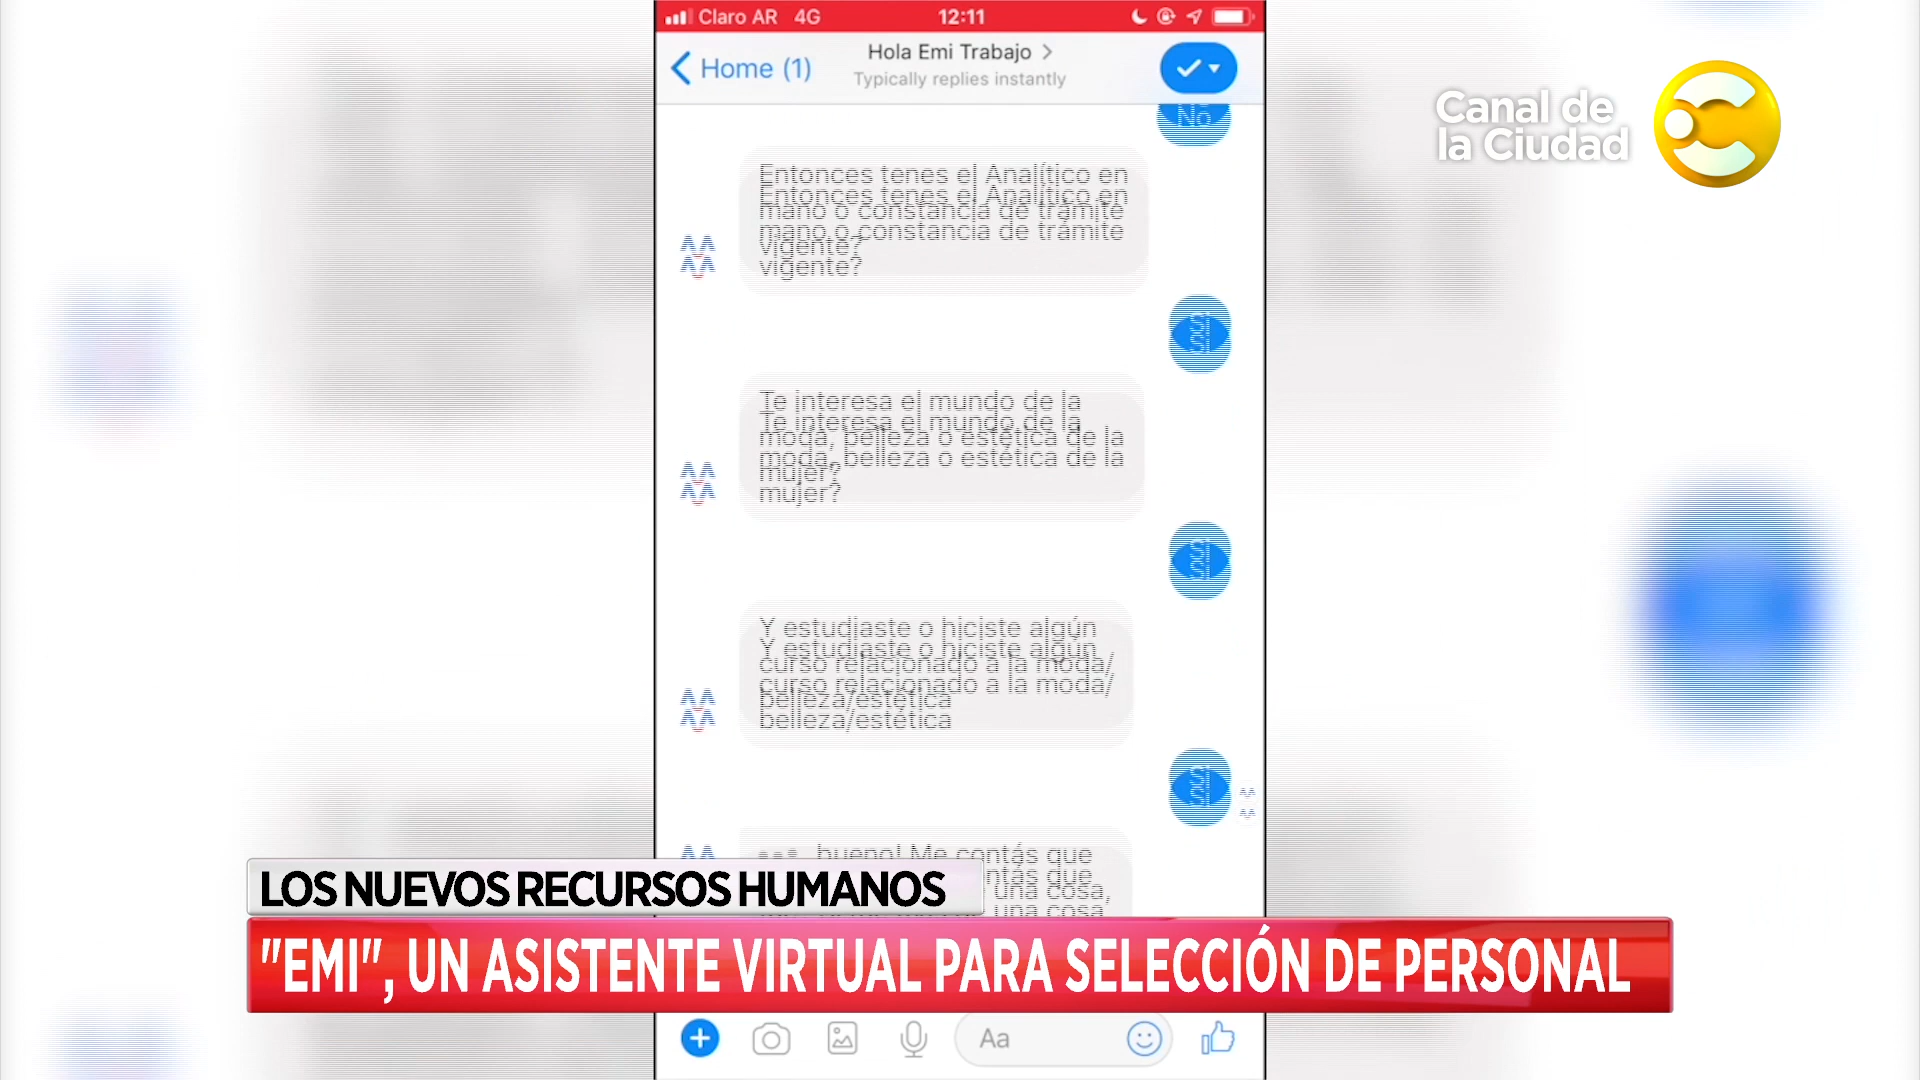 Claro AR 4G 12:11
Home (1)
Hola Emi Trabajo
Typically replies instantly
Canal de
la Ciudad
No
Entonces tenes el Analítico en
mano o constancia de trámite
vigente?
Si
Te interesa el mundo de la
moda, belleza o estética de la
mujer?
Si
Y estudiaste o hiciste algún
curso relacionado a la moda/
belleza/estética
Si
bueno! Me contás que
una cosa,
LOS NUEVOS RECURSOS HUMANOS
"EMI", UN ASISTENTE VIRTUAL PARA SELECCIÓN DE PERSONAL
Aa